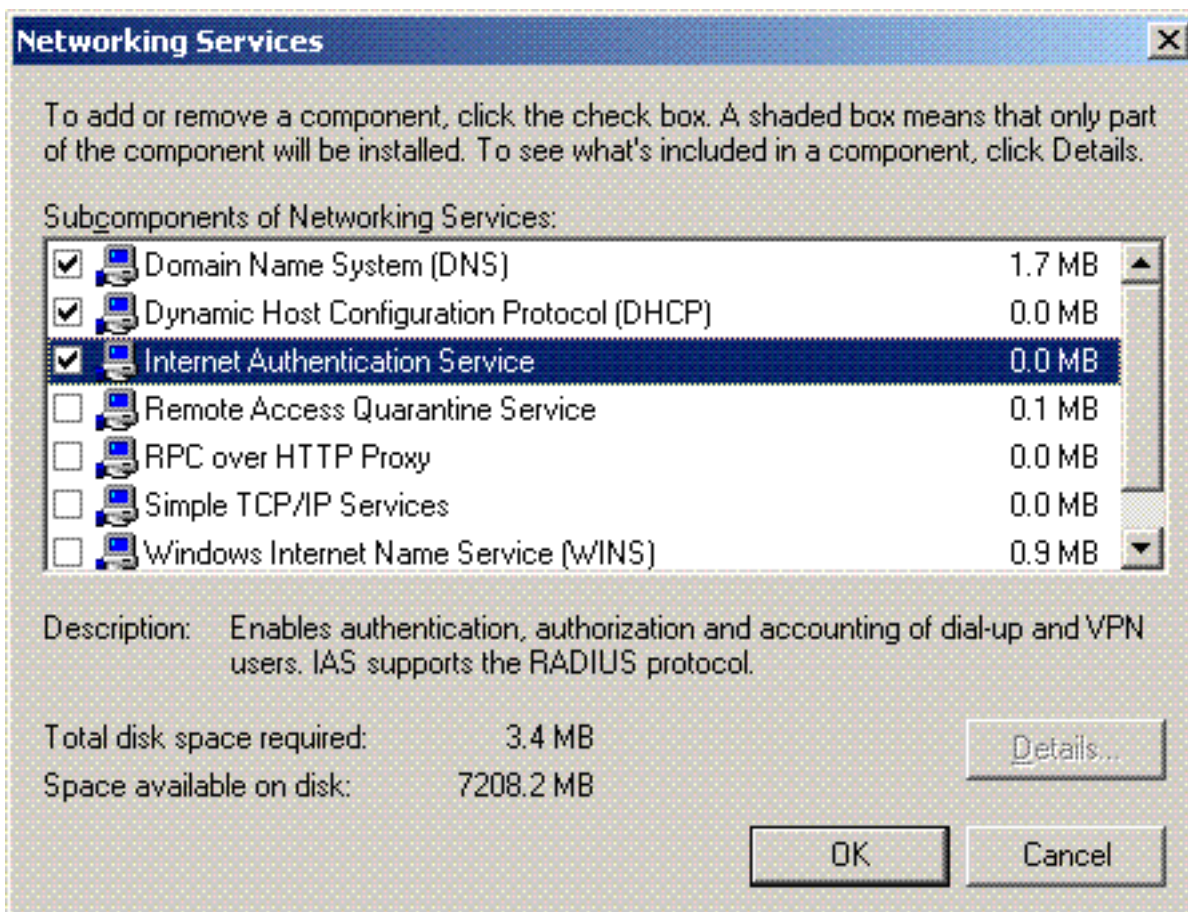 Networking Services
To add or remove a component, click the check box. A shaded box means that only part
of the component will be installed. To see what's included in a component, click Details.
Subcomponents of Networking Services:
Domain Name System (DNS) 1.7 MB
Dynamic Host Configuration Protocol (DHCP) 0.0 MB
Internet Authentication Service 0.0 MB
Remote Access Quarantine Service 0.1 MB
RPC over HTTP Proxy 0.0 MB
Simple TCP/IP Services 0.0 MB
Windows Internet Name Service (WINS) 0.9 MB
Description: Enables authentication, authorization and accounting of dial-up and VPN
users. IAS supports the RADIUS protocol.
Total disk space required: 3.4 MB
Details...
Space available on disk: 7208.2 MB
OK Cancel